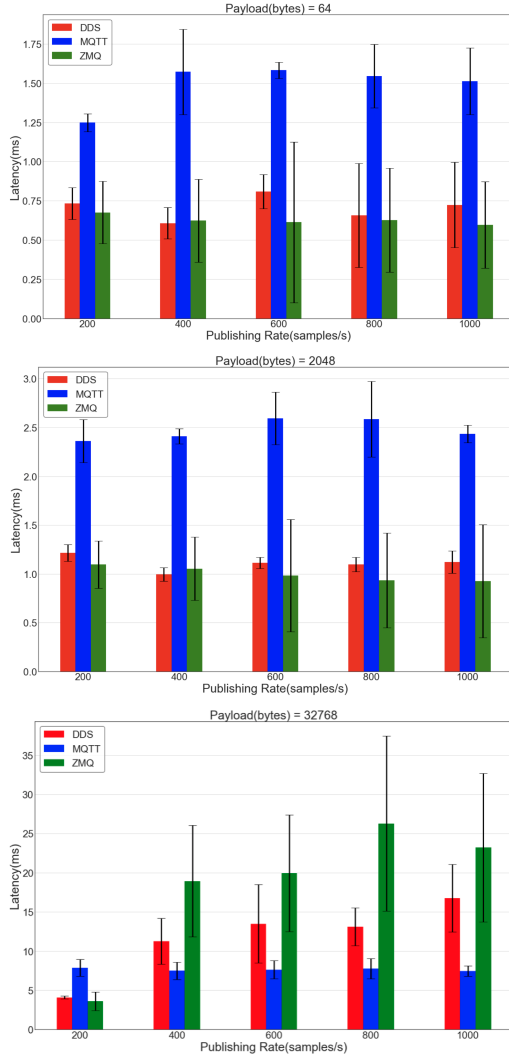 Payload(bytes) = 64
DDS
MQTT
ZMQ
Latency(ms)
1.75
1.50
1.25
1.00
0.75
0.50
0.25
0.00
200 400 600 800 1000
Publishing Rate(samples/s)
Payload(bytes) = 2048
DDS
MQTT
ZMQ
Latency(ms)
3.0
2.5
2.0
1.5
1.0
0.5
0.0
200 400 600 800 1000
Publishing Rate(samples/s)
Payload(bytes) = 32768
DDS
MQTT
ZMQ
Latency(ms)
35
30
25
20
15
10
5
0
200 400 600 800 1000
Publishing Rate(samples/s)